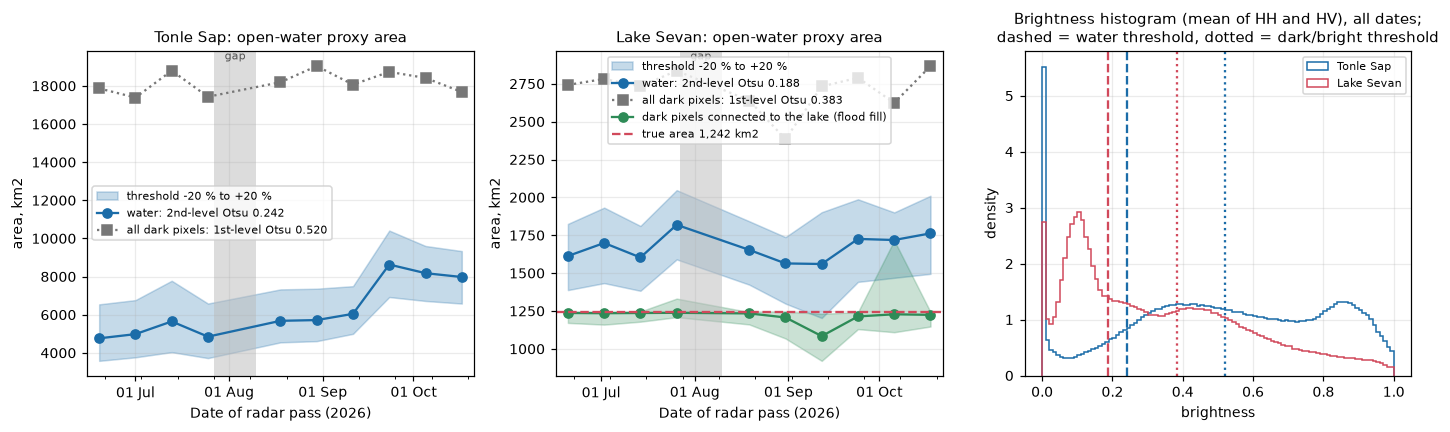 Tonle Sap: open-water proxy area
gap
18000
16000
14000
12000
10000
8000
6000
4000
area, km2
threshold -20 % to +20 %
water: 2nd-level Otsu 0.242
all dark pixels: 1st-level Otsu 0.520
01 Jul
01 Aug
01 Sep
01 Oct
Date of radar pass (2026)
Lake Sevan: open-water proxy area
gap
2750
2500
2250
2000
1750
1500
1250
1000
area, km2
threshold -20 % to +20 %
water: 2nd-level Otsu 0.188
all dark pixels: 1st-level Otsu 0.383
dark pixels connected to the lake (flood fill)
true area 1,242 km2
01 Jul
01 Aug
01 Sep
01 Oct
Date of radar pass (2026)
Brightness histogram (mean of HH and HV), all dates;
dashed = water threshold, dotted = dark/bright threshold
Tonle Sap
Lake Sevan
5
4
3
2
1
0
density
0.0
0.2
0.4
0.6
0.8
1.0
brightness